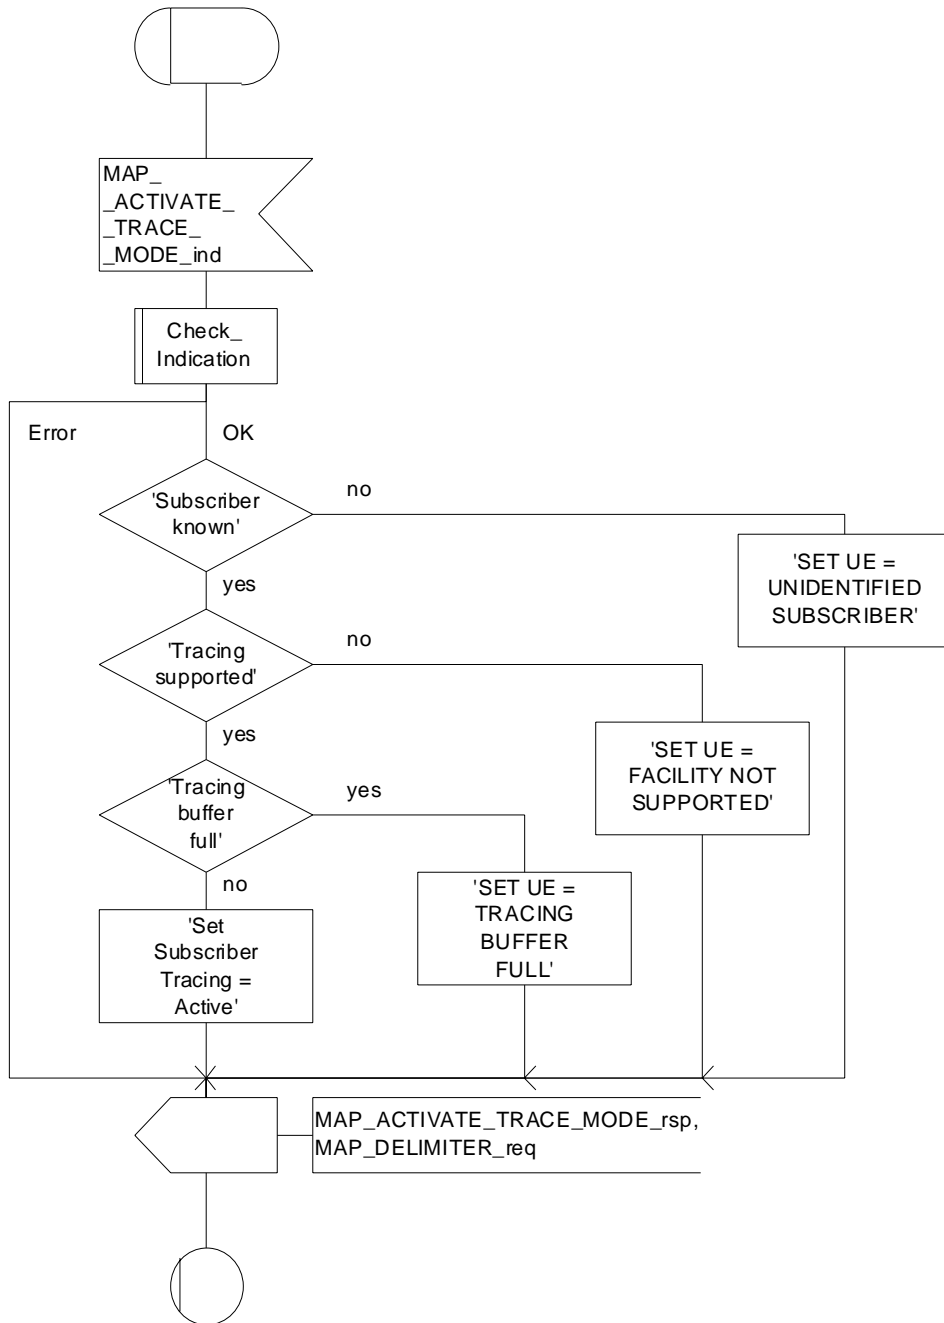 MAP_
_ACTIVATE_
_TRACE_
_MODE_ind
Check_
Indication
Error
OK
'Subscriber
known'
no
'SET UE =
UNIDENTIFIED
SUBSCRIBER'
yes
'Tracing
supported'
no
'SET UE =
FACILITY NOT
SUPPORTED'
yes
'Tracing
buffer
full'
yes
'SET UE =
TRACING
BUFFER
FULL'
no
'Set
Subscriber
Tracing =
Active'
MAP_ACTIVATE_TRACE_MODE_rsp,
MAP_DELIMITER_req